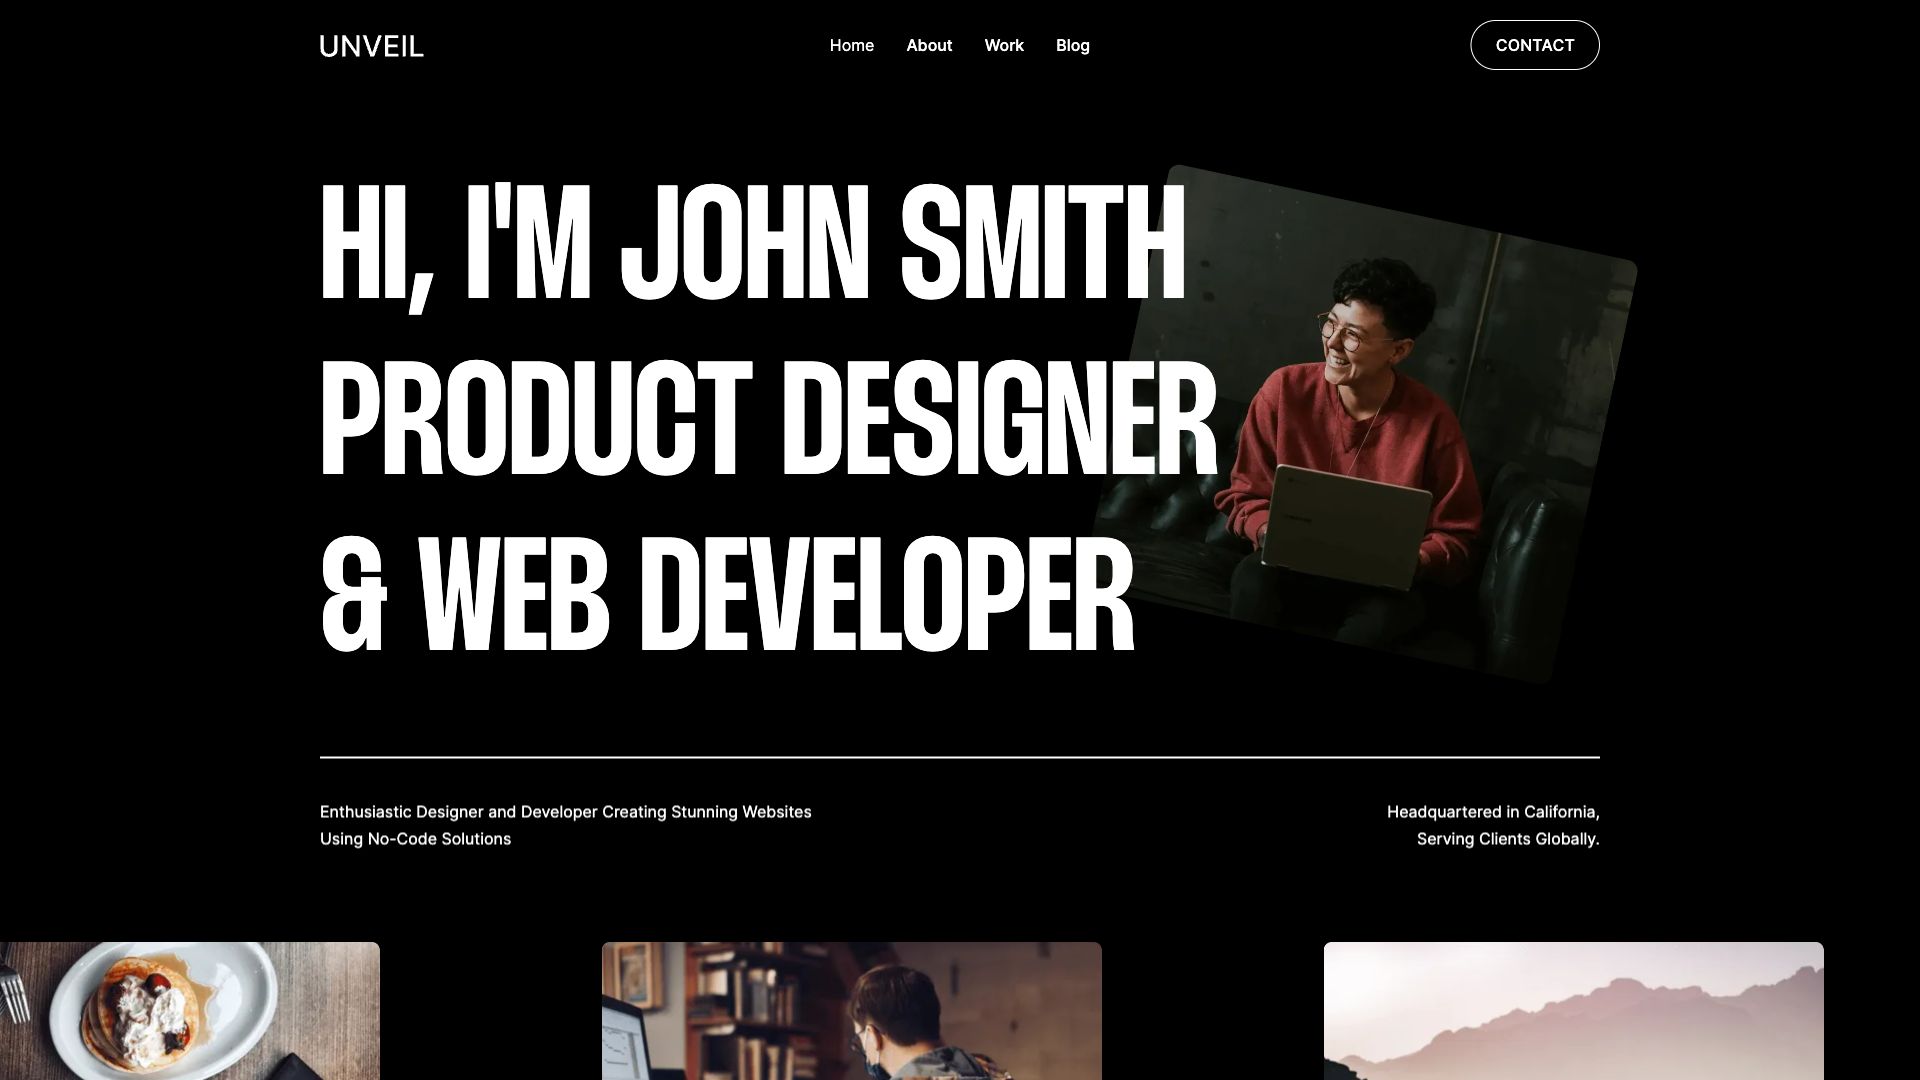 UNVEIL
Home
About
Work
Blog
CONTACT
HI, I'M JOHN SMITH
PRODUCT DESIGNER
& WEB DEVELOPER
Enthusiastic Designer and Developer Creating Stunning Websites
Using No-Code Solutions
Headquartered in California,
Serving Clients Globally.